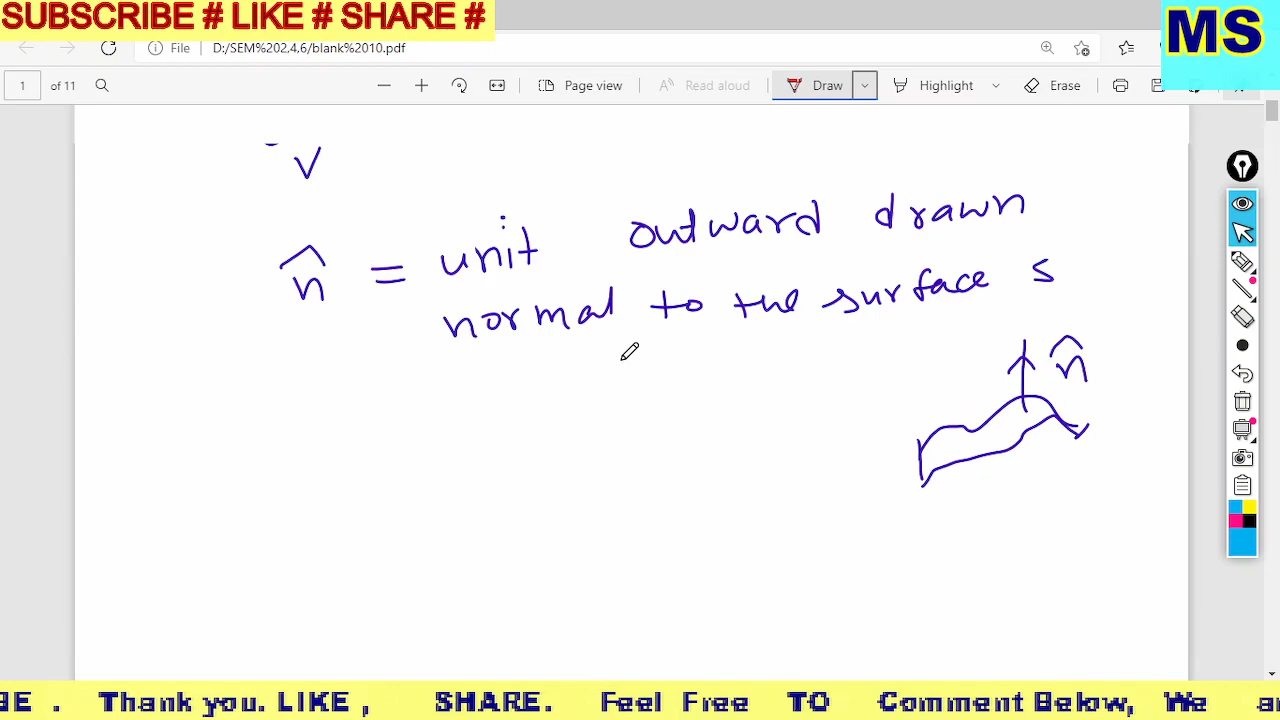 SUBSCRIBE # LIKE # SHARE #
MS
File D:/SEM%202,4.6/blank%2010.pdf
1 of 11 Page view Read aloud Draw Highlight Erase
V
n̂ = unit outward drawn
normal to the surface s
n̂
BE . Thank you. LIKE , SHARE. Feel Free TO Comment Below, We a